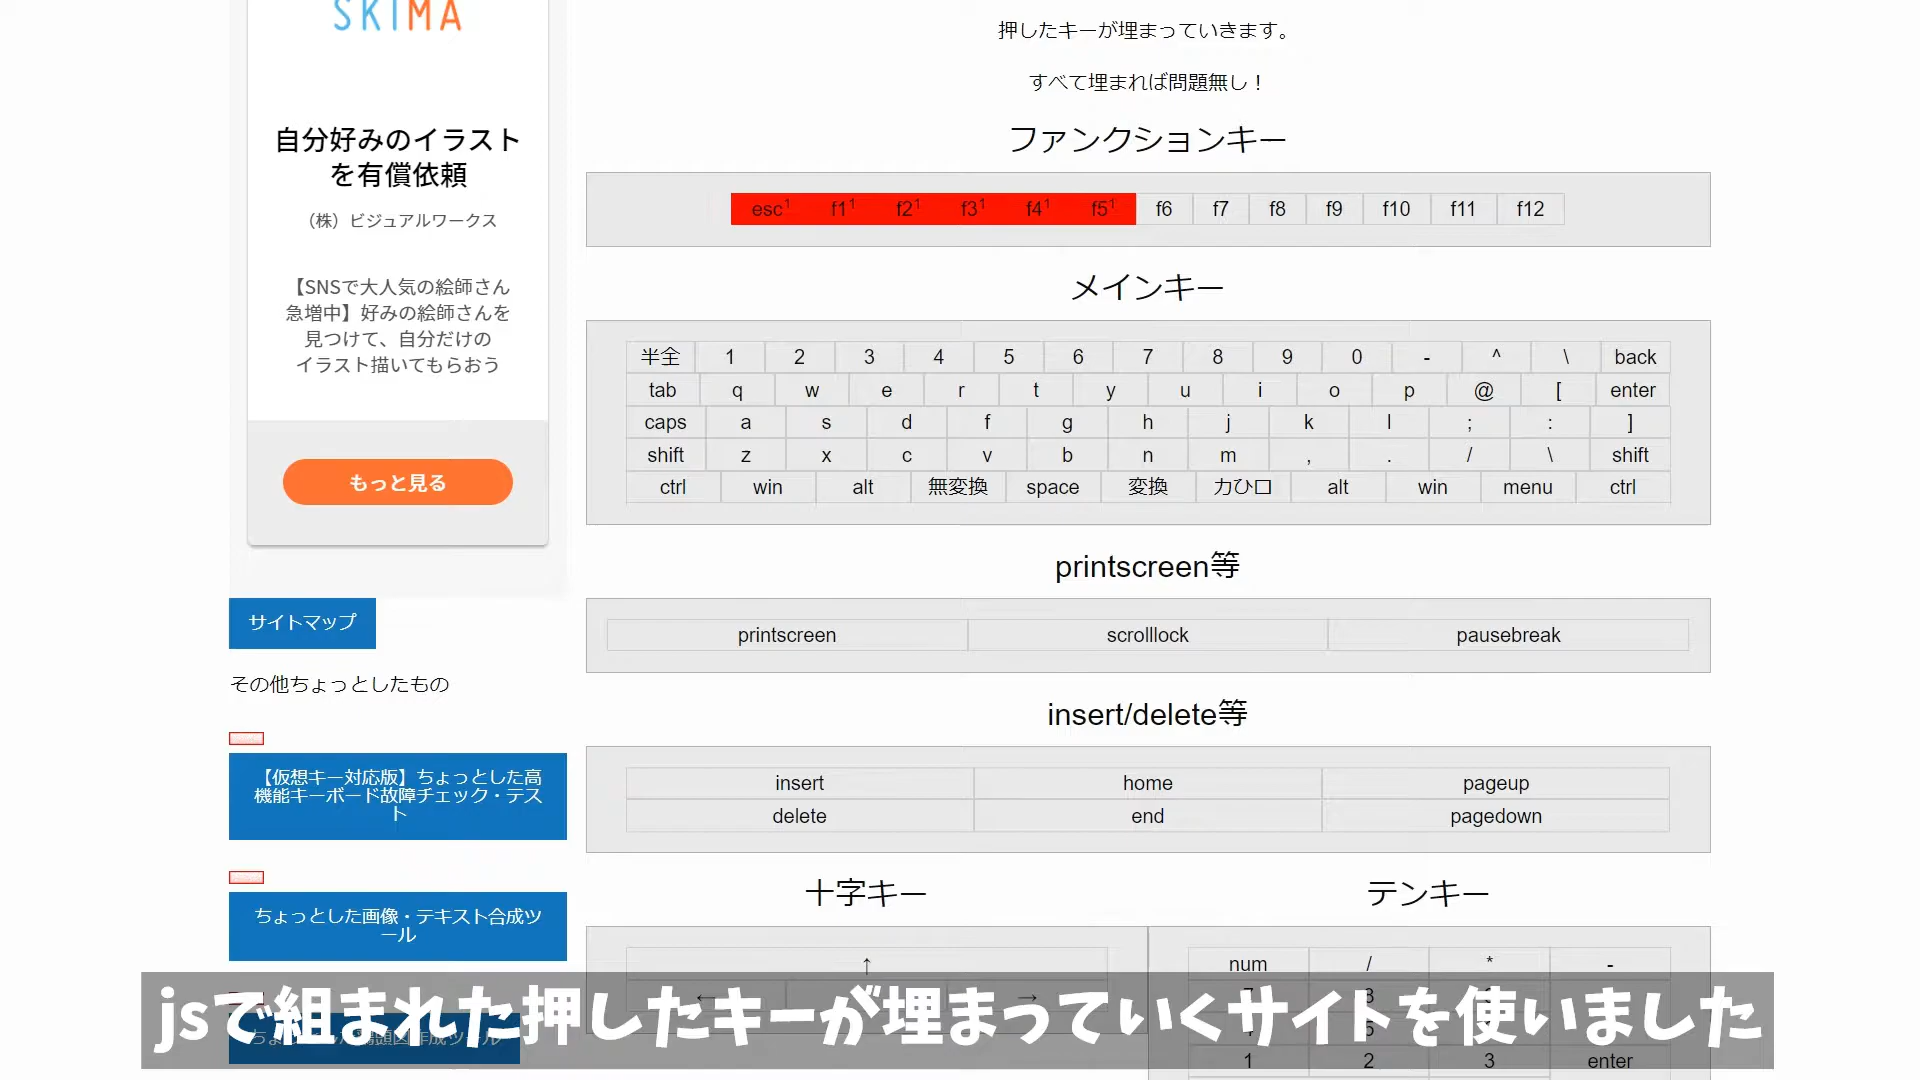 SKIMA
自分好みのイラスト
を有償依頼
（株）ビジュアルワークス
【SNSで大人気の絵師さん
急増中】好みの絵師さんを
見つけて、自分だけの
イラスト描いてもらおう
もっと見る
サイトマップ
その他ちょっとしたもの
【仮想キー対応版】ちょっとした高
機能キーボード故障チェック・テス
ト
ちょっとした画像・テキスト合成ツ
ール
押したキーが埋まっていきます。
すべて埋まれば問題無し！
ファンクションキー
esc1 f11 f21 f31 f41 f51 f6 f7 f8 f9 f10 f11 f12
メインキー
半全 1 2 3 4 5 6 7 8 9 0 - ^ \ back
tab q w e r t y u i o p @ [ enter
caps a s d f g h j k l ; : ]
shift z x c v b n m , . / \ shift
ctrl win alt 無変換 space 変換 カひロ alt win menu ctrl
printscreen等
printscreen scrolllock pausebreak
insert/delete等
insert home pageup
delete end pagedown
十字キー
↑
テンキー
num / * -
1 2 3 enter
jsで組まれた押したキーが埋まっていくサイトを使いました